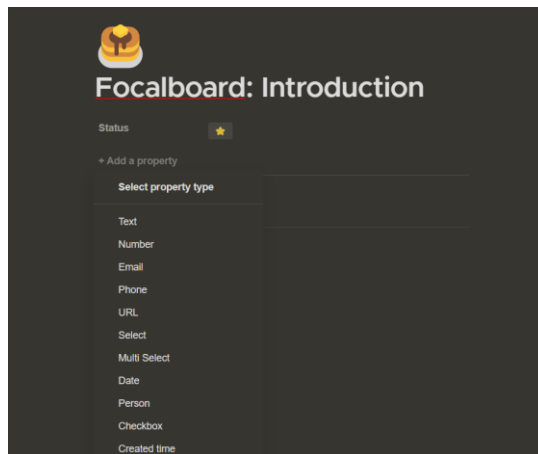 Focalboard: Introduction
Status
+ Add a property
Select property type
Text
Number
Email
Phone
URL
Select
Multi Select
Date
Person
Checkbox
Created time